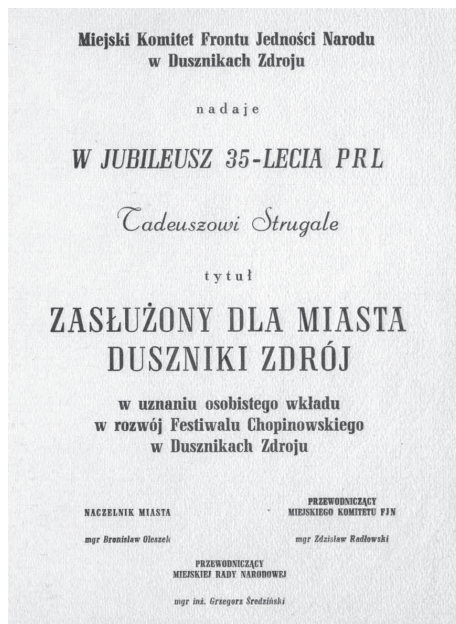 Miejski Komitet Frontu Jedności Narodu
w Dusznikach Zdroju
nadaje
W JUBILEUSZ 35-LECIA PRL
Tadeuszowi Strugale
tytuł
ZASŁUŻONY DLA MIASTA
DUSZNIKI ZDRÓJ
w uznaniu osobistego wkładu
w rozwój Festiwalu Chopinowskiego
w Dusznikach Zdroju
NACZELNIK MIASTA
mgr Bronisław Oleszek
PRZEWODNICZĄCY
MIEJSKIEGO KOMITETU FJN
mgr Zdzisław Radłowski
PRZEWODNICZĄCY
MIEJSKIEJ RADY NARODOWEJ
mgr inż. Grzegorz Średziński